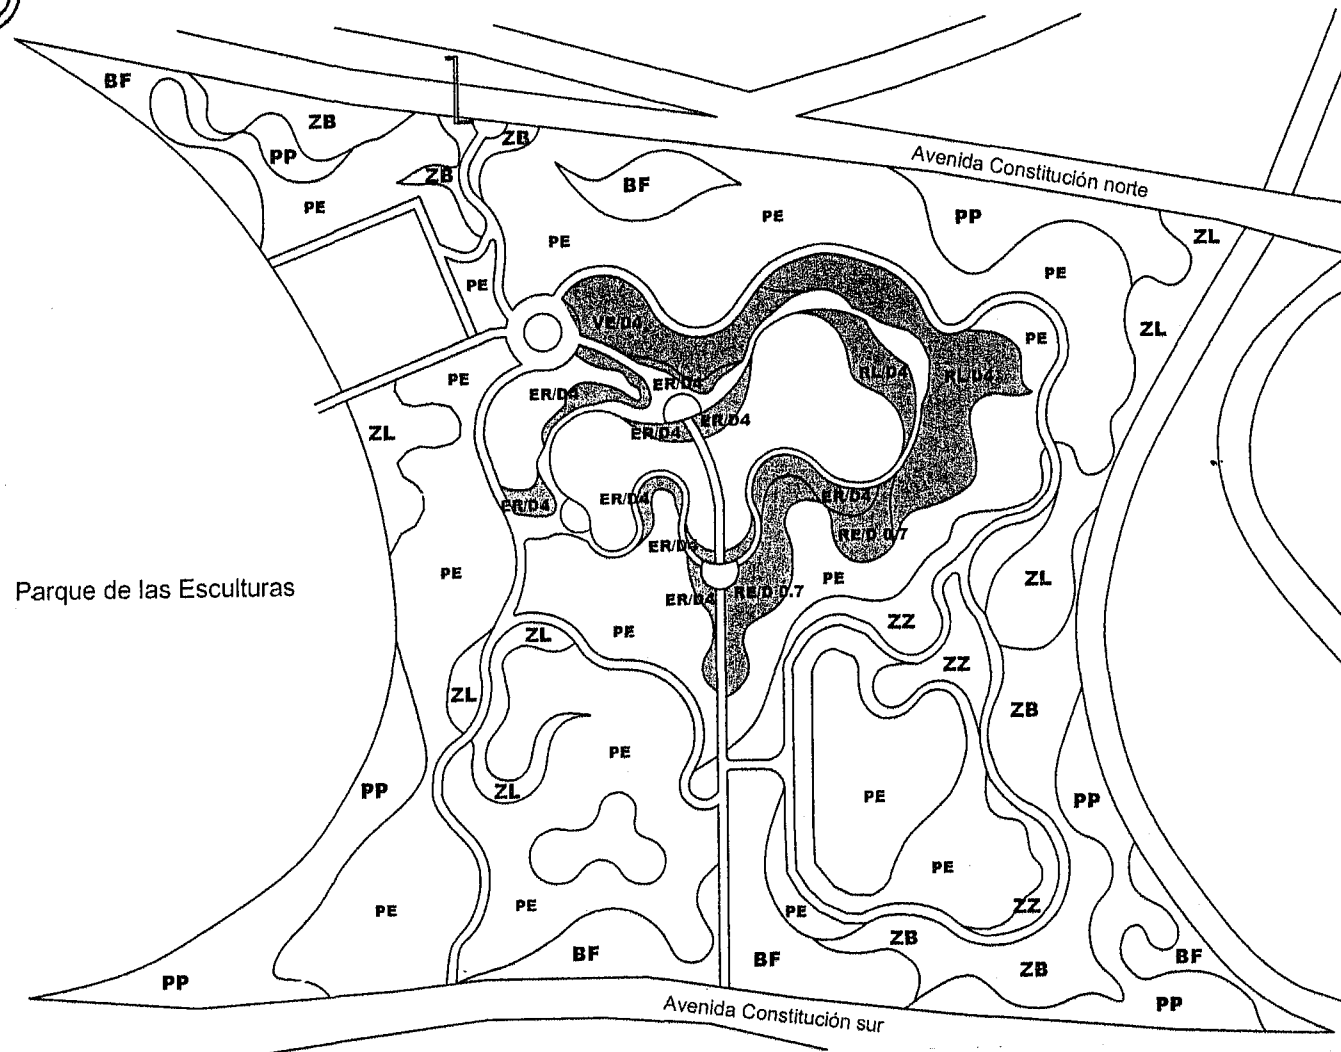 BF
ZB
ZB
Avenida Constitución norte
PP
ZB
BF
PE
PE
PP
ZL
PE
PE
PE
VE/D4
ZL
PE
PE
ER/D4
ER/D4
RL/D4
RL/D4
ZL
ER/D4
ER/D4
ER/D4
ER/D4
ER/D4
RE/D 0.7
ER/D4
PE
PE
ZL
Parque de las Esculturas
ER/D4
RE/D 0.7
ZL
PE
ZZ
ZZ
ZL
ZB
PE
PP
ZL
PE
PP
PE
PE
PE
PE
ZZ
BF
BF
ZB
ZB
BF
PP
PP
Avenida Constitución sur